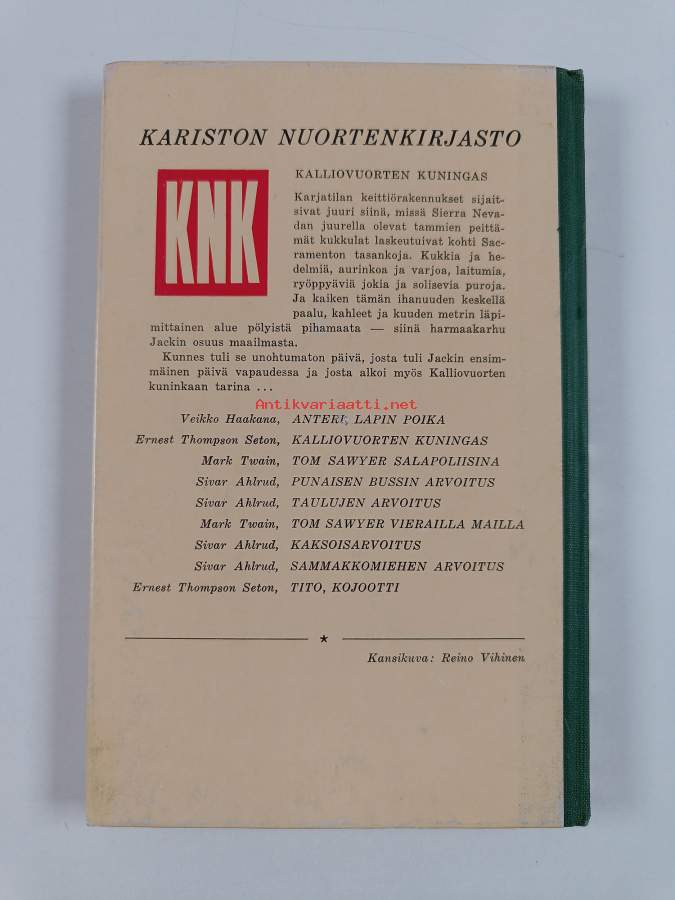 KARISTON NUORTENKIRJASTO
KNK
KALLIOVUORTEN KUNINGAS
Karjatilan keittiörakennukset sijait-
sivat juuri siinä, missä Sierra Neva-
dan juurella olevat tammien peittä-
mät kukkulat laskeutuivat kohti Sac-
ramenton tasankoja. Kukkia ja he-
delmiä, aurinkoa ja varjoa, laitumia,
ryöppyäviä jokia ja solisevia puroja.
Ja kaiken tämän ihanuuden keskellä
paalu, kahleet ja kuuden metrin läpi-
mittainen alue pölyistä pihamaata — siinä harmaakarhu
Jackin osuus maailmasta.
Kunnes tuli se unohtumaton päivä, josta tuli Jackin ensim-
mäinen päivä vapaudessa ja josta alkoi myös Kalliovuorten
kuninkaan tarina ...
Antikvariaatti.net
Veikko Haakana, ANTERI, LAPIN POIKA
Ernest Thompson Seton, KALLIOVUORTEN KUNINGAS
Mark Twain, TOM SAWYER SALAPOLIISINA
Sivar Ahlrud, PUNAISEN BUSSIN ARVOITUS
Sivar Ahlrud, TAULUJEN ARVOITUS
Mark Twain, TOM SAWYER VIERAILLA MAILLA
Sivar Ahlrud, KAKSOISARVOITUS
Sivar Ahlrud, SAMMAKKOMIEHEN ARVOITUS
Ernest Thompson Seton, TITO, KOJOOTTI
Kansikuva: Reino Vihinen